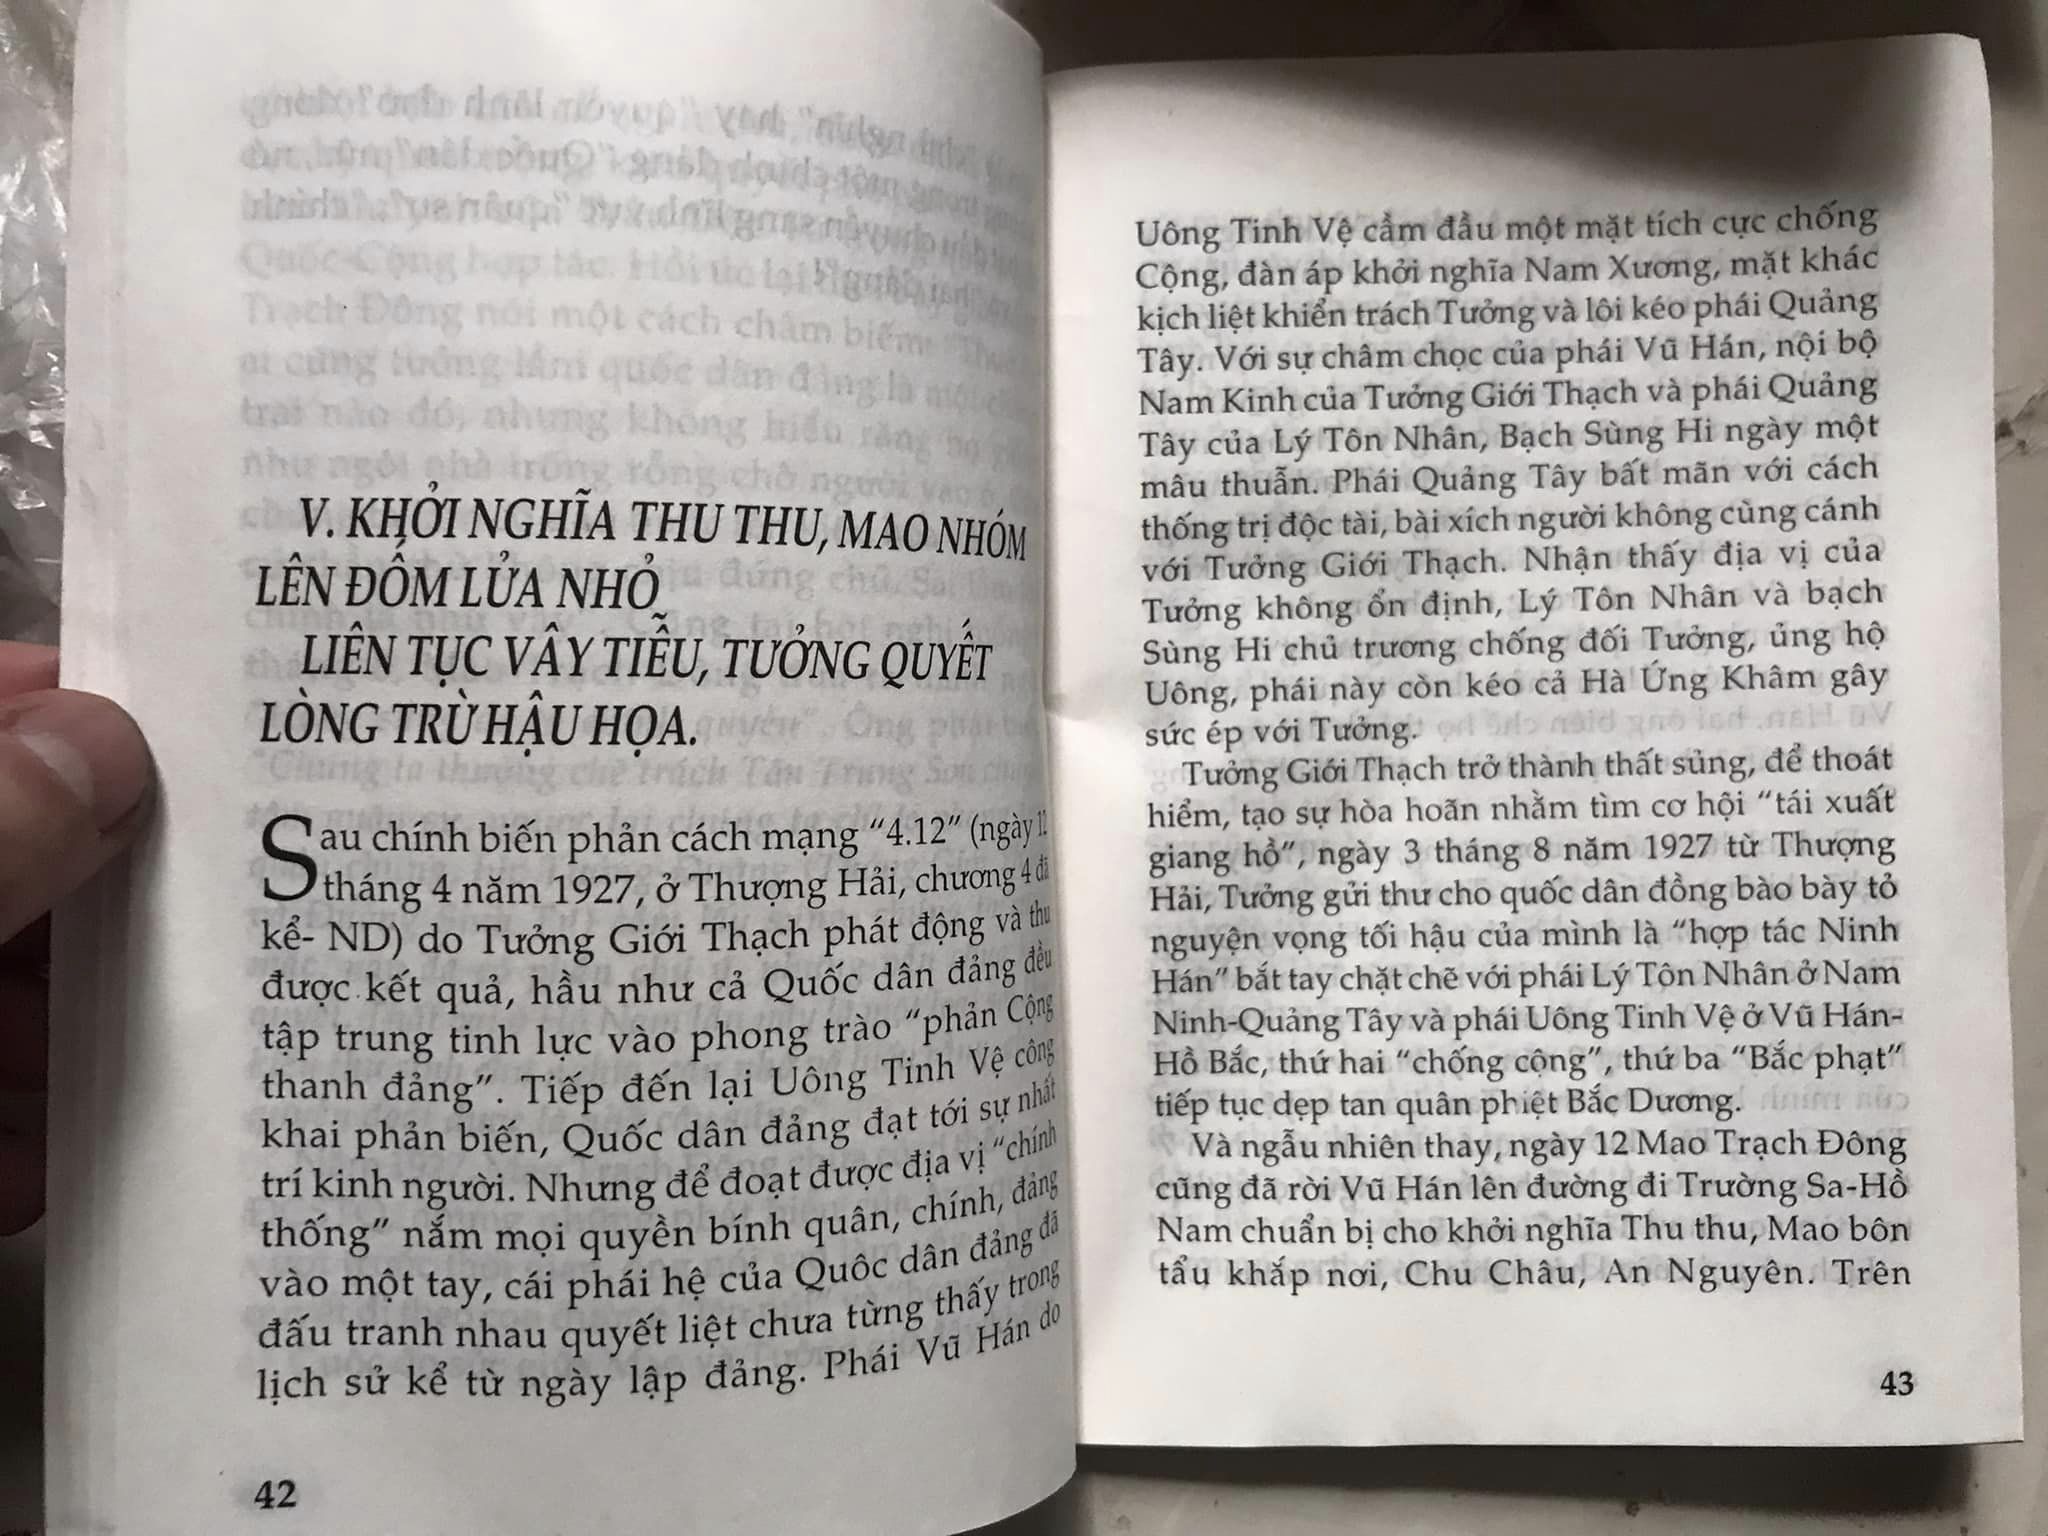 V. KHỞI NGHĨA THU THU, MAO NHÓM
LÊN ĐỐM LỬA NHỎ
LIÊN TỤC VÂY TIỄU, TƯỞNG QUYẾT
LÒNG TRỪ HẬU HỌA.
Sau chính biến phản cách mạng “4.12” (ngày 12
tháng 4 năm 1927, ở Thượng Hải, chương 4 đã
kể- ND) do Tưởng Giới Thạch phát động và thu
được kết quả, hầu như cả Quốc dân đảng đều
tập trung tinh lực vào phong trào “phản Cộng
thanh đảng”. Tiếp đến lại Uông Tinh Vệ công
khai phản biến, Quốc dân đảng đạt tới sự nhất
trí kinh người. Nhưng để đoạt được địa vị “chính
thống” nắm mọi quyền bính quân, chính, đảng
vào một tay, cái phái hệ của Quôc dân đảng đã
đấu tranh nhau quyết liệt chưa từng thấy trong
lịch sử kể từ ngày lập đảng. Phái Vũ Hán do
42
Uông Tinh Vệ cầm đầu một mặt tích cực chống
Cộng, đàn áp khởi nghĩa Nam Xương, mặt khác
kịch liệt khiển trách Tưởng và lôi kéo phái Quảng
Tây. Với sự châm chọc của phái Vũ Hán, nội bộ
Nam Kinh của Tưởng Giới Thạch và phái Quảng
Tây của Lý Tôn Nhân, Bạch Sùng Hi ngày một
mâu thuẫn. Phái Quảng Tây bất mãn với cách
thống trị độc tài, bài xích người không cùng cánh
với Tưởng Giới Thạch. Nhận thấy địa vị của
Tưởng không ổn định, Lý Tôn Nhân và bạch
Sùng Hi chủ trương chống đối Tưởng, ủng hộ
Uông, phái này còn kéo cả Hà Ứng Khâm gây
sức ép với Tưởng.
Tưởng Giới Thạch trở thành thất sủng, để thoát
hiểm, tạo sự hòa hoãn nhằm tìm cơ hội “tái xuất
giang hồ”, ngày 3 tháng 8 năm 1927 từ Thượng
Hải, Tưởng gửi thư cho quốc dân đồng bào bày tỏ
nguyện vọng tối hậu của mình là “hợp tác Ninh
Hán” bắt tay chặt chẽ với phái Lý Tôn Nhân ở Nam
Ninh-Quảng Tây và phái Uông Tinh Vệ ở Vũ Hán-
Hồ Bắc, thứ hai “chống cộng”, thứ ba “Bắc phạt”
tiếp tục dẹp tan quân phiệt Bắc Dương.
Và ngẫu nhiên thay, ngày 12 Mao Trạch Đông
cũng đã rời Vũ Hán lên đường đi Trường Sa-Hồ
Nam chuẩn bị cho khởi nghĩa Thu thu, Mao bôn
tẩu khắp nơi, Chu Châu, An Nguyên. Trên
43